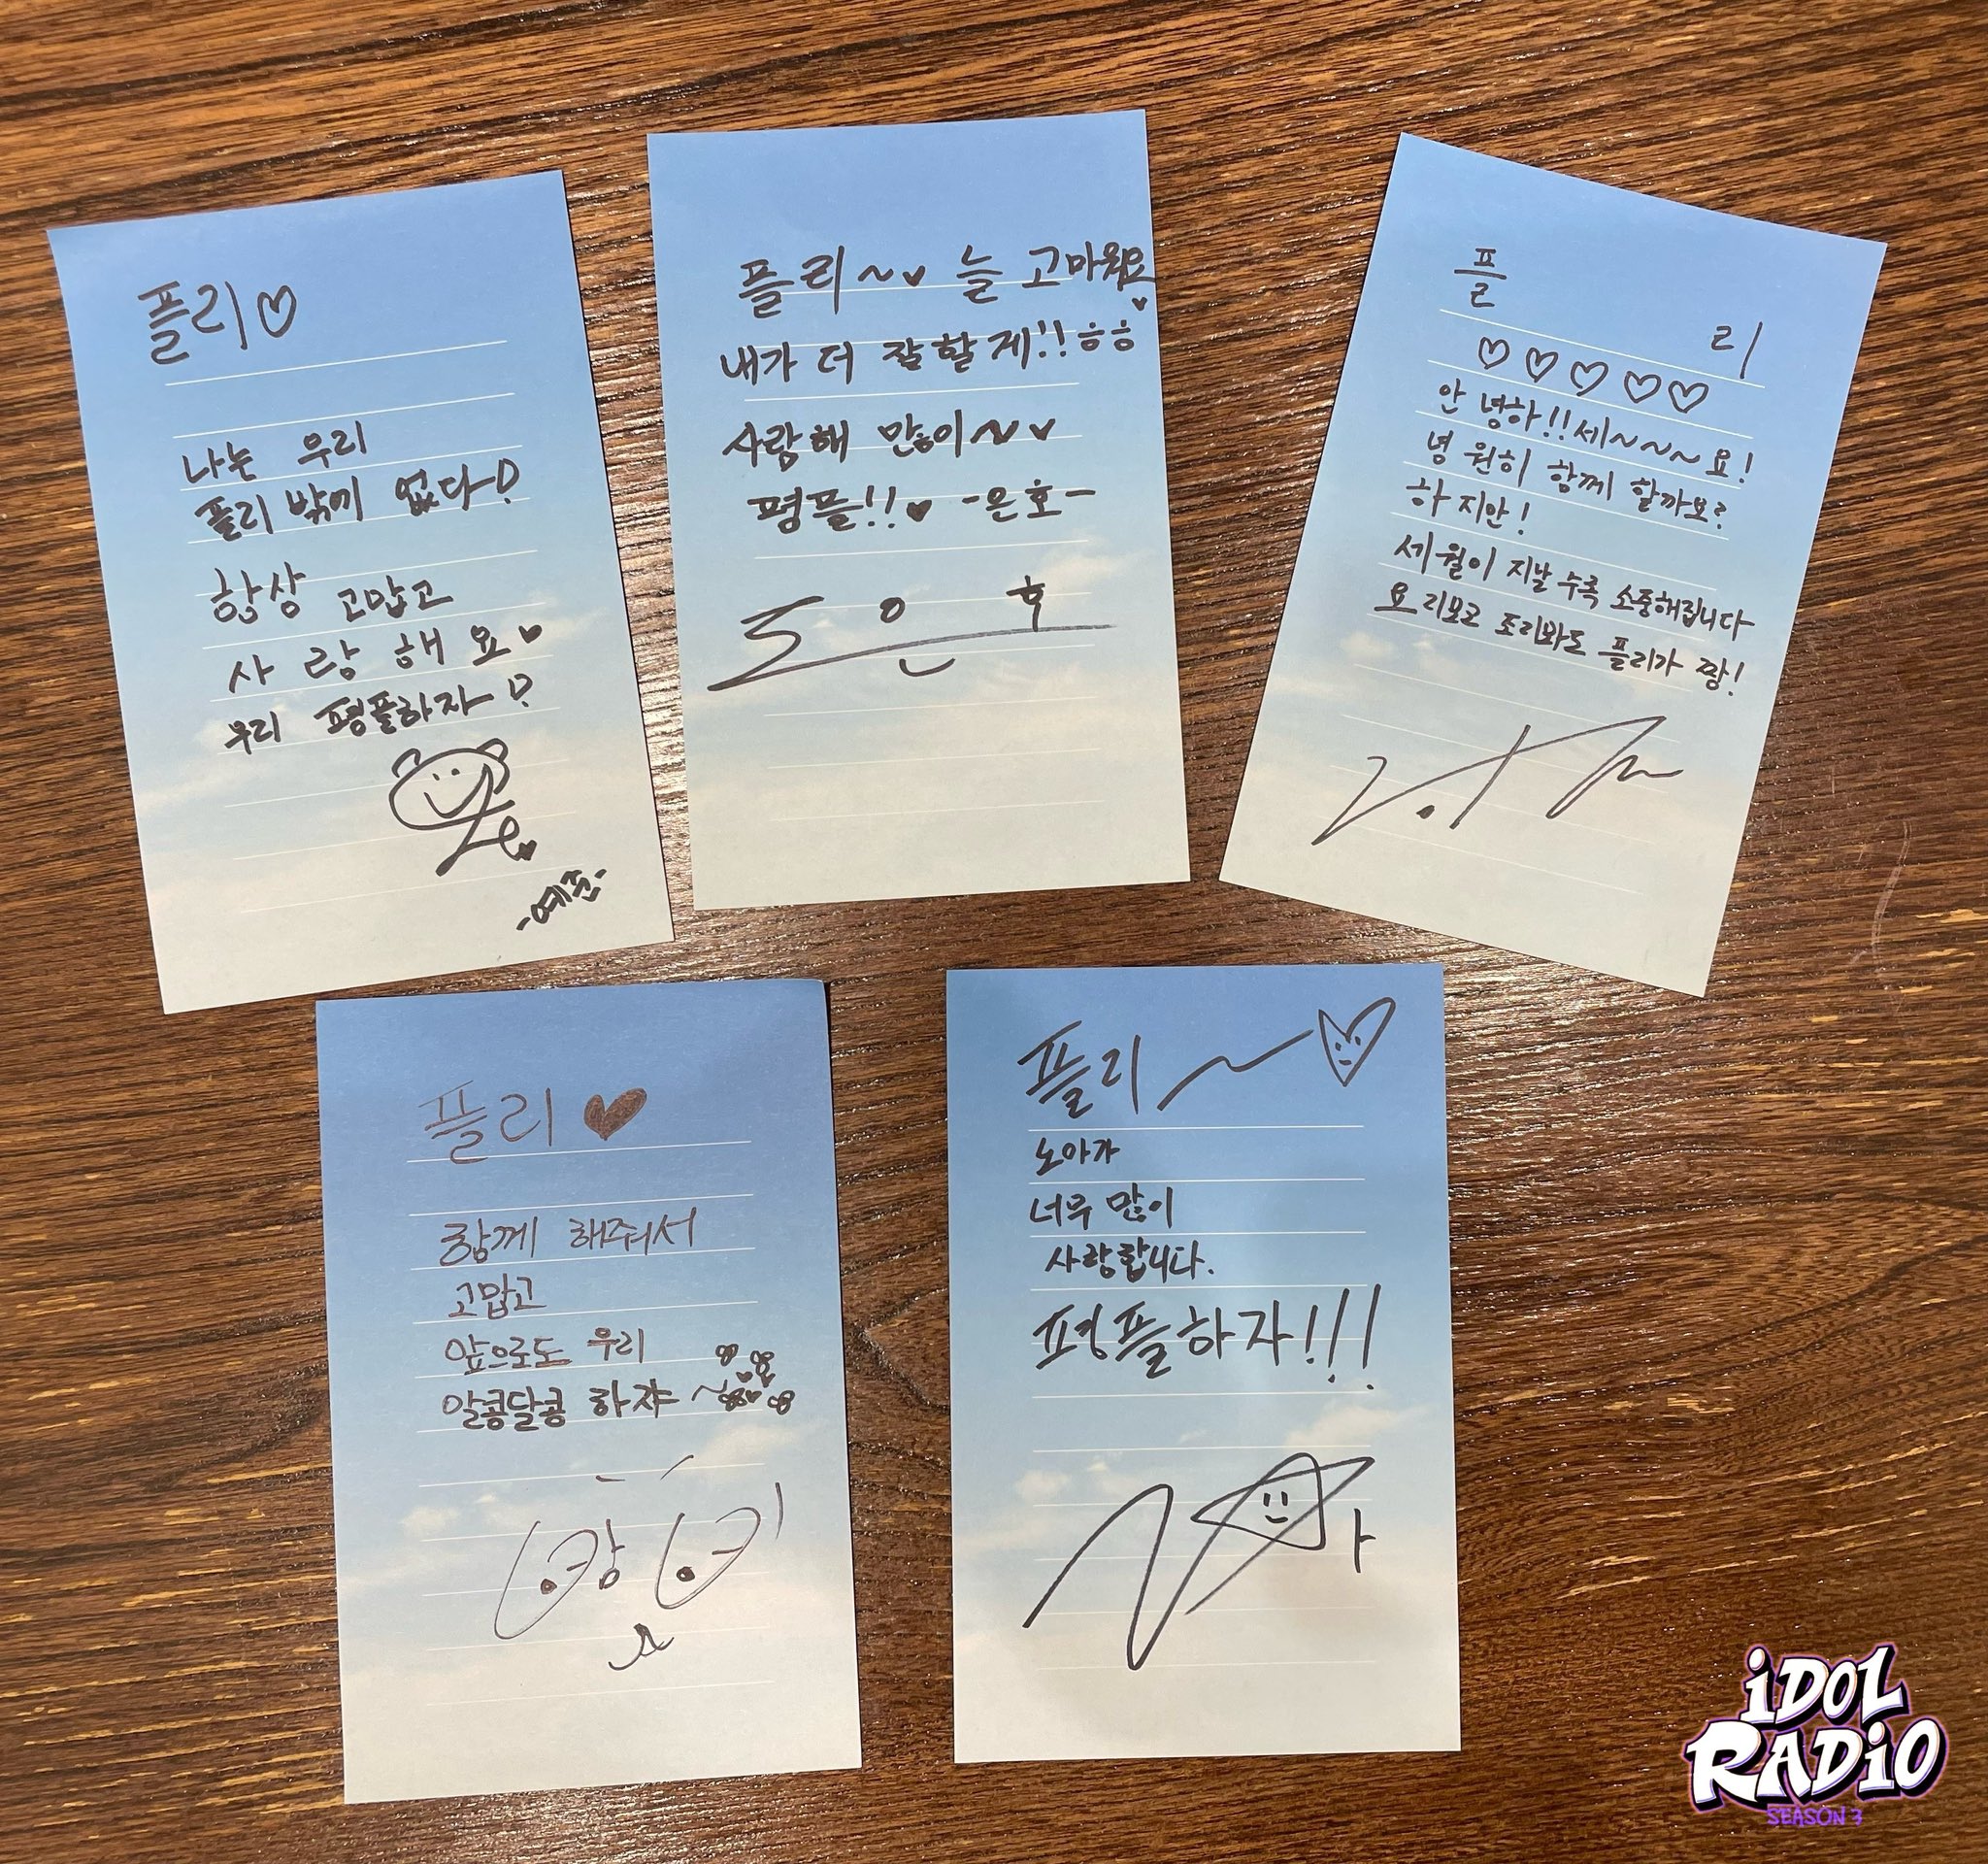 플리♡
나는 우리
플리밖에 없다!
항상 고맙고
사랑해요♥
우리 평플하자!
-예준-
플리~♥ 늘 고마워요♥
내가 더 잘할게!! ㅎㅎ
사랑해 많이~♥
평플!!♥ -은호-
도은호
플
리
♡♡♡♡♡
안 녕하!!세~~~요!
녕 원히 함께 할까요?
하 지만!
세 월이 지날 수록 소중해집니다
요 리보고 조리봐도 플리가 짱!
플리♥
함께 해줘서
고맙고
앞으로도 우리
알콩달콩 하쟈~
플리~♡
노아가
너무 많이
사랑합니다.
평플하자!!!
IDOL
RADIO
SEASON 3